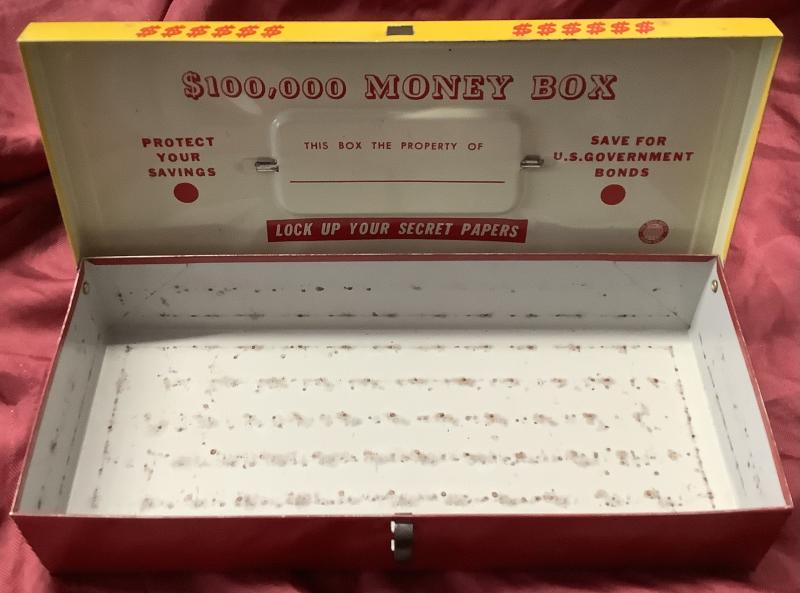 $$$$$$ $$$$$$
$100,000 MONEY BOX
PROTECT
YOUR
SAVINGS
THIS BOX THE PROPERTY OF
SAVE FOR
U.S.GOVERNMENT
BONDS
LOCK UP YOUR SECRET PAPERS